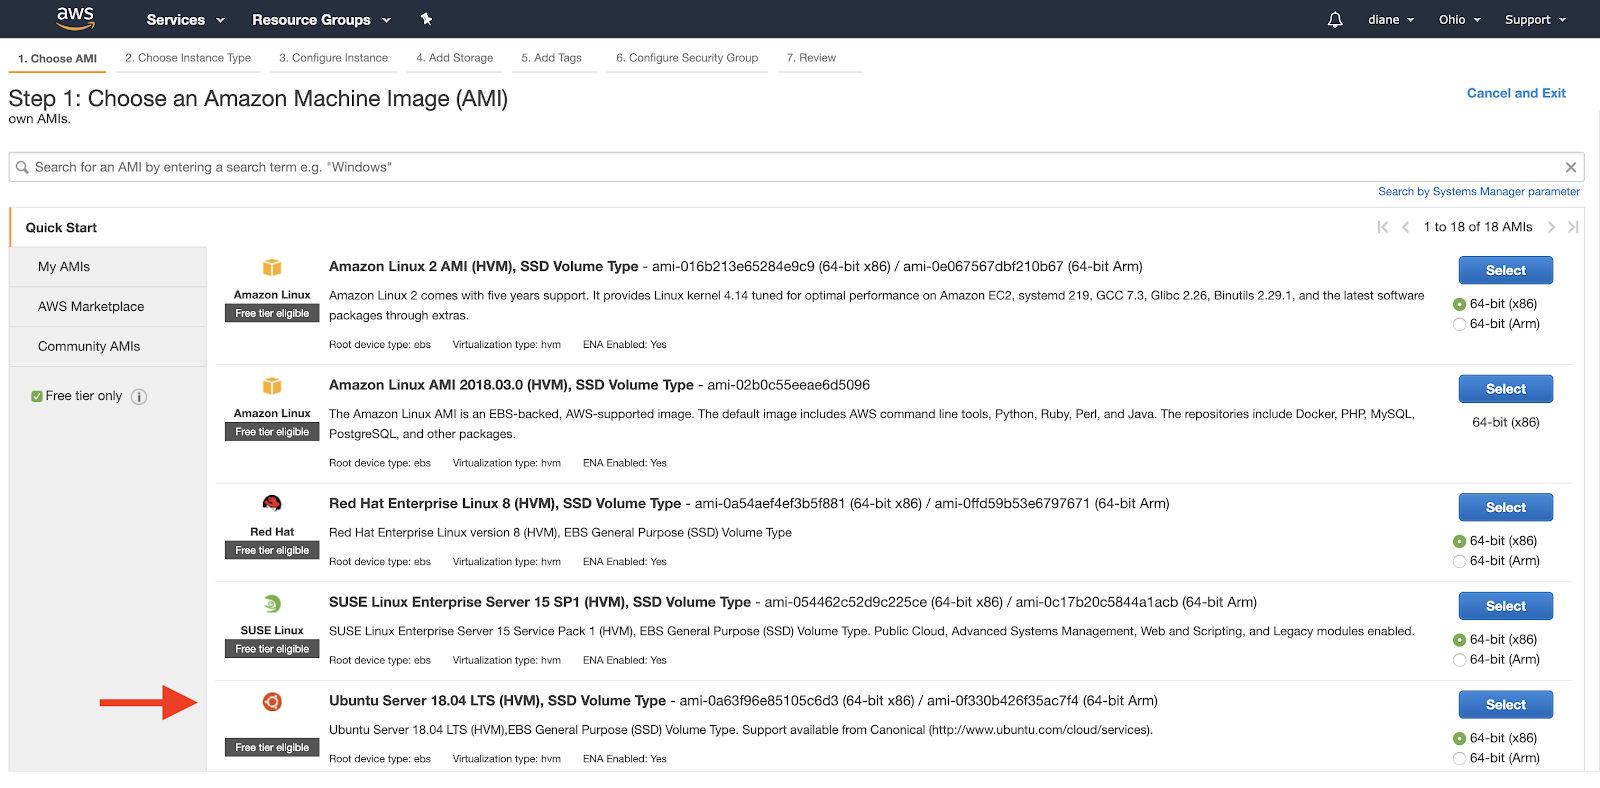 aws Services Resource Groups diane Ohio Support
1. Choose AMI 2. Choose Instance Type 3. Configure Instance 4. Add Storage 5. Add Tags 6. Configure Security Group 7. Review
Step 1: Choose an Amazon Machine Image (AMI)
Cancel and Exit
own AMIs.
Search for an AMI by entering a search term e.g. "Windows"
Search by Systems Manager parameter
Quick Start
1 to 18 of 18 AMIs
My AMIs
AWS Marketplace
Community AMIs
Free tier only
Amazon Linux
Free tier eligible
Amazon Linux 2 AMI (HVM), SSD Volume Type - ami-016b213e65284e9c9 (64-bit x86) / ami-0e067567dbf210b67 (64-bit Arm)
Amazon Linux 2 comes with five years support. It provides Linux kernel 4.14 tuned for optimal performance on Amazon EC2, systemd 219, GCC 7.3, Glibc 2.26, Binutils 2.29.1, and the latest software
packages through extras.
Root device type: ebs Virtualization type: hvm ENA Enabled: Yes
Select
64-bit (x86)
64-bit (Arm)
Amazon Linux
Free tier eligible
Amazon Linux AMI 2018.03.0 (HVM), SSD Volume Type - ami-02b0c55eeae6d5096
The Amazon Linux AMI is an EBS-backed, AWS-supported image. The default image includes AWS command line tools, Python, Ruby, Perl, and Java. The repositories include Docker, PHP, MySQL,
PostgreSQL, and other packages.
Root device type: ebs Virtualization type: hvm ENA Enabled: Yes
Select
64-bit (x86)
Red Hat
Free tier eligible
Red Hat Enterprise Linux 8 (HVM), SSD Volume Type - ami-0a54aef4ef3b5f881 (64-bit x86) / ami-0ffd59b53e6797671 (64-bit Arm)
Red Hat Enterprise Linux version 8 (HVM), EBS General Purpose (SSD) Volume Type
Root device type: ebs Virtualization type: hvm ENA Enabled: Yes
Select
64-bit (x86)
64-bit (Arm)
SUSE Linux
Free tier eligible
SUSE Linux Enterprise Server 15 SP1 (HVM), SSD Volume Type - ami-054462c52d9c225ce (64-bit x86) / ami-0c17b20c5844a1acb (64-bit Arm)
SUSE Linux Enterprise Server 15 Service Pack 1 (HVM), EBS General Purpose (SSD) Volume Type. Public Cloud, Advanced Systems Management, Web and Scripting, and Legacy modules enabled.
Root device type: ebs Virtualization type: hvm ENA Enabled: Yes
Select
64-bit (x86)
64-bit (Arm)
Free tier eligible
Ubuntu Server 18.04 LTS (HVM), SSD Volume Type - ami-0a63f96e85105c6d3 (64-bit x86) / ami-0f330b426f35ac7f4 (64-bit Arm)
Ubuntu Server 18.04 LTS (HVM),EBS General Purpose (SSD) Volume Type. Support available from Canonical (http://www.ubuntu.com/cloud/services).
Root device type: ebs Virtualization type: hvm ENA Enabled: Yes
Select
64-bit (x86)
64-bit (Arm)